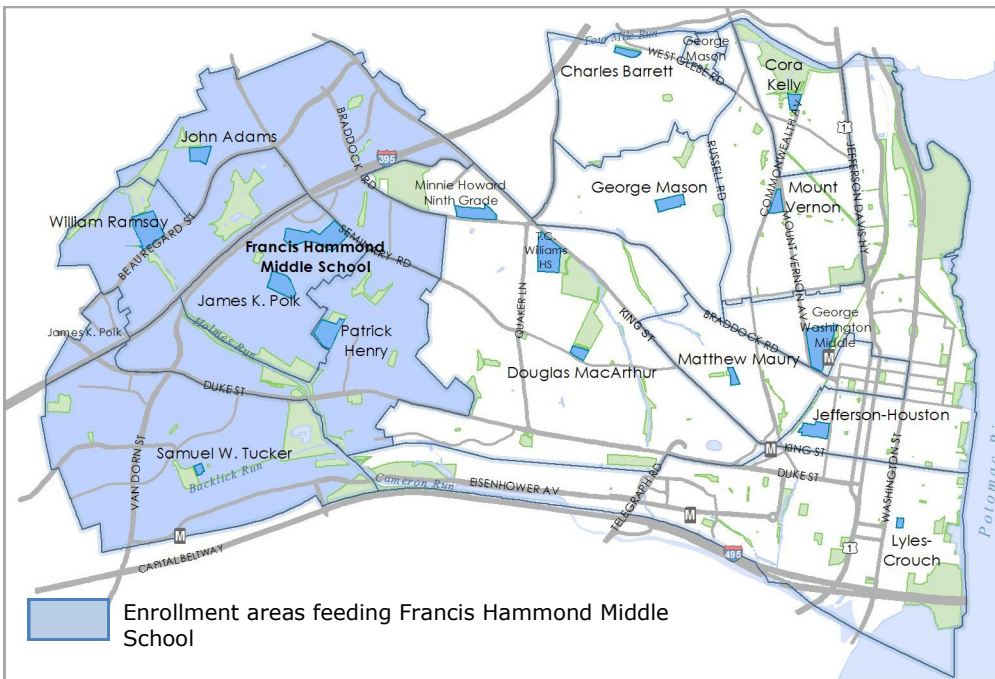 Four Mile Run
George
Mason
WEST GLEBE RD
Charles Barrett
Cora
Kelly
COMMONWEALTH AV
1
JEFFERSON DAVIS HY
John Adams
BRADDOCK RD
395
Minnie Howard
Ninth Grade
George Mason
RUSSELL RD
Mount
Vernon
MOUNT VERNON AV
William Ramsay
BEAUREGARD ST
Francis Hammond
Middle School
SEMINARY RD
T.C.
Williams
HS
James K. Polk
James K. Polk
Holmes Run
Patrick
Henry
QUAKER LN
KING ST
BRADDOCK RD
George
Washington
Middle
M
Douglas MacArthur
Matthew Maury
DUKE ST
Jefferson-Houston
Samuel W. Tucker
Backlick Run
VAN DORN ST
Cameron Run
EISENHOWER AV
TELEGRAPH RD
M
KING ST
DUKE ST
WASHINGTON ST
M
M
CAPITAL BELTWAY
495
1
Lyles-
Crouch
Enrollment areas feeding Francis Hammond Middle
School